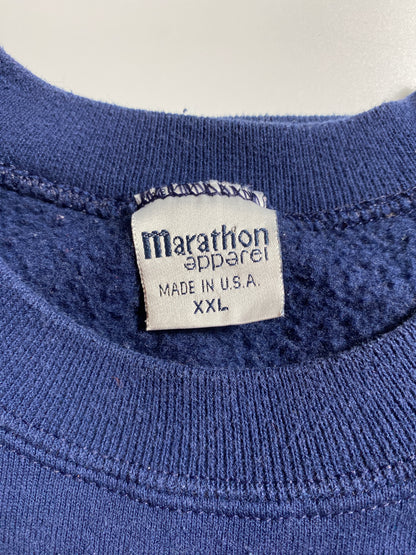 marathon
apparel
MADE IN U.S.A.
XXL